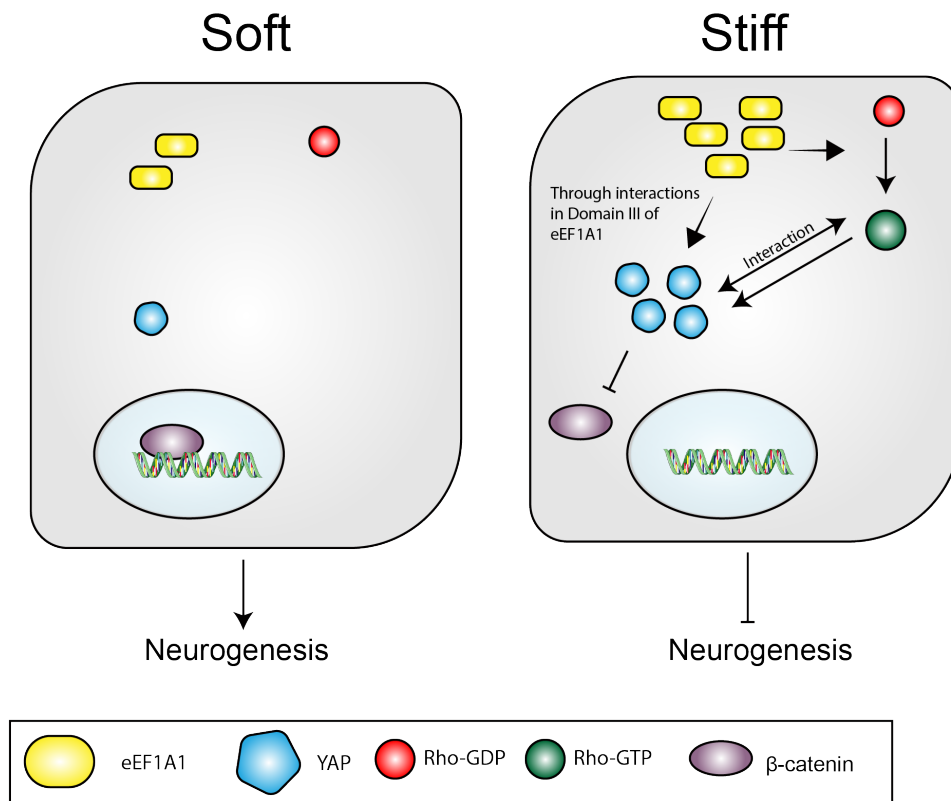 Soft
Stiff
Through interactions
in Domain III of
eEF1A1
Interaction
Neurogenesis
Neurogenesis
eEF1A1
YAP
Rho-GDP
Rho-GTP
β-catenin